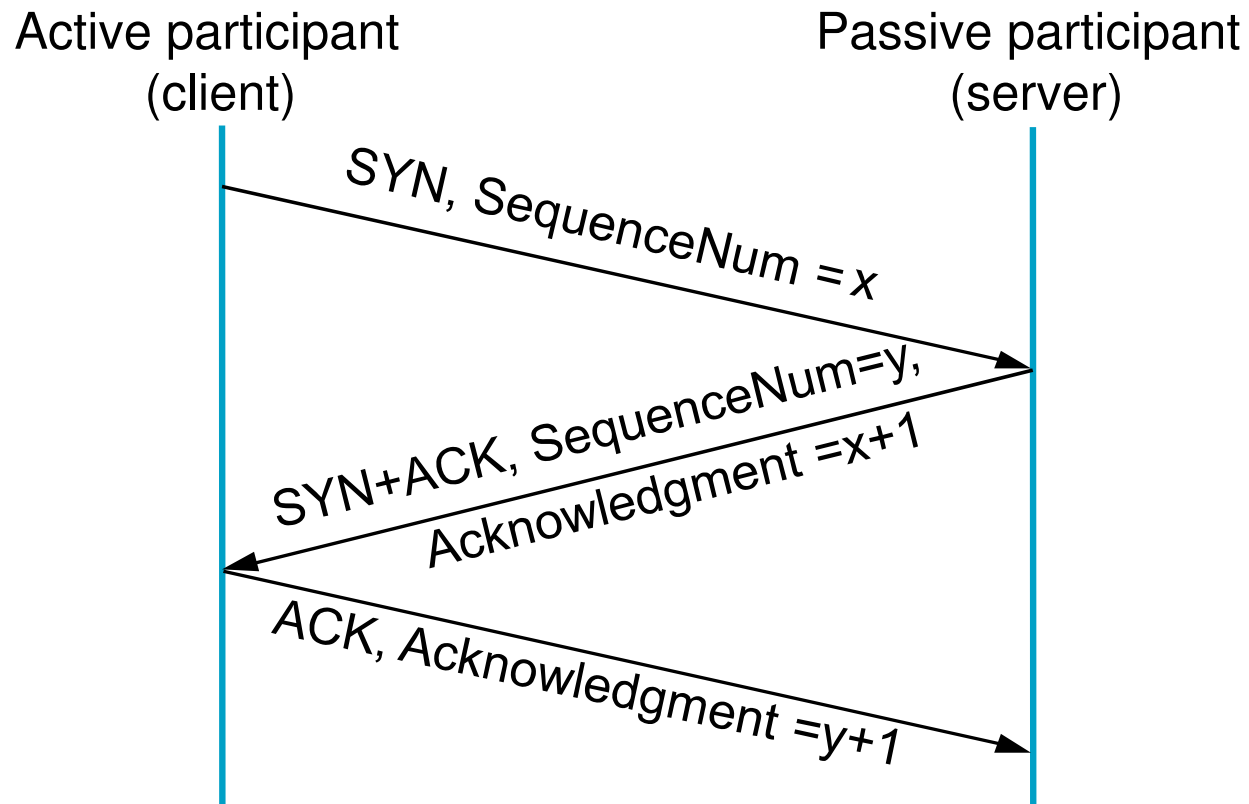 Active participant
(client)
Passive participant
(server)
SYN, SequenceNum = x
SYN+ACK, SequenceNum=y,
Acknowledgment =x+1
ACK, Acknowledgment =y+1